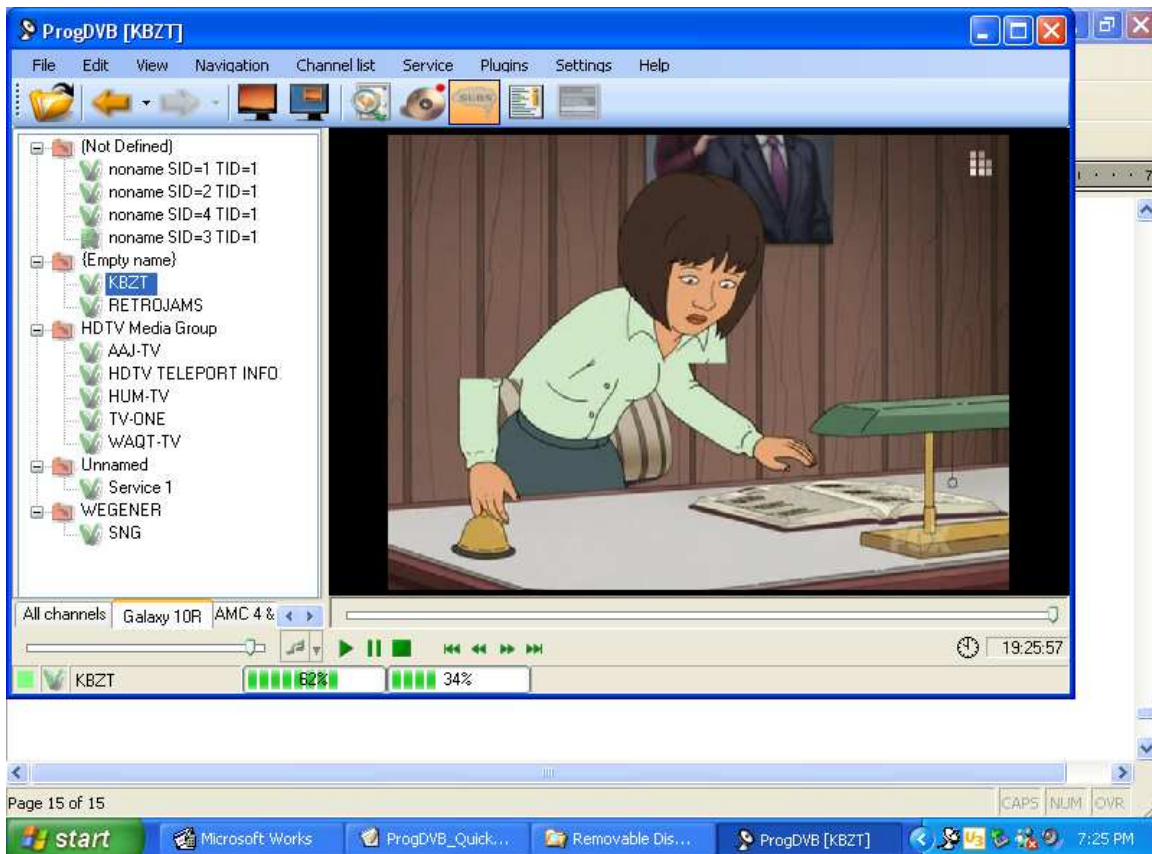 ProgDVB [KBZT]
File Edit View Navigation Channel list Service Plugins Settings Help
SUBS
(Not Defined)
noname SID=1 TID=1
noname SID=2 TID=1
noname SID=4 TID=1
noname SID=3 TID=1
{Empty name}
KBZT
RETROJAMS
HDTV Media Group
AAJ-TV
HDTV TELEPORT INFO
HUM-TV
TV-ONE
WAQT-TV
Unnamed
Service 1
WEGENER
SNG
7
All channels Galaxy 10R AMC 4 &
19:25:57
KBZT 62% 34%
Page 15 of 15 CAPS NUM OVR
start Microsoft Works ProgDVB_Quick... Removable Dis... ProgDVB [KBZT] U3 7:25 PM